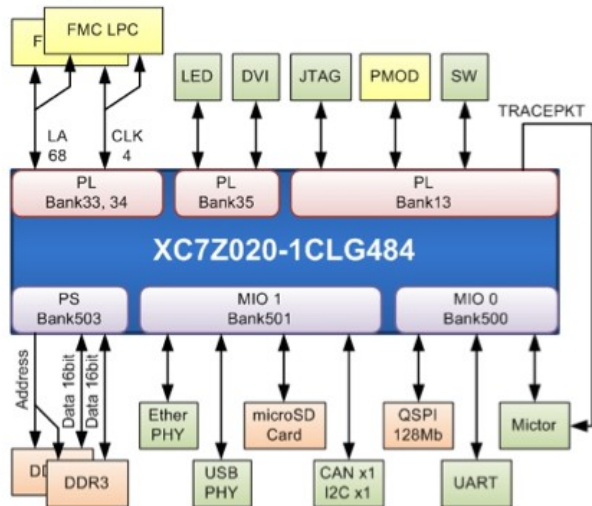 FMC LPC
F
LED
DVI
JTAG
PMOD
SW
TRACEPKT
LA
68
CLK
4
PL
Bank33, 34
PL
Bank35
PL
Bank13
XC7Z020-1CLG484
PS
Bank503
MIO 1
Bank501
MIO 0
Bank500
Address
Data 16bit
Data 16bit
Ether
PHY
microSD
Card
QSPI
128Mb
Mictor
DD
DDR3
USB
PHY
CAN x1
I2C x1
UART